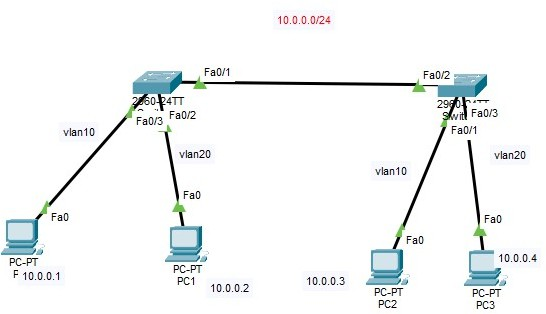 10.0.0.0/24
Fa0/1
Fa0/2
2960-24TT
Fa0/2
Fa0/3
Fa0/3
Fa0/1
vlan10
vlan20
vlan10
vlan20
Fa0
Fa0
Fa0
Fa0
PC-PT
10.0.0.1
PC-PT
PC1
10.0.0.2
10.0.0.3
PC-PT
PC2
10.0.0.4
PC-PT
PC3